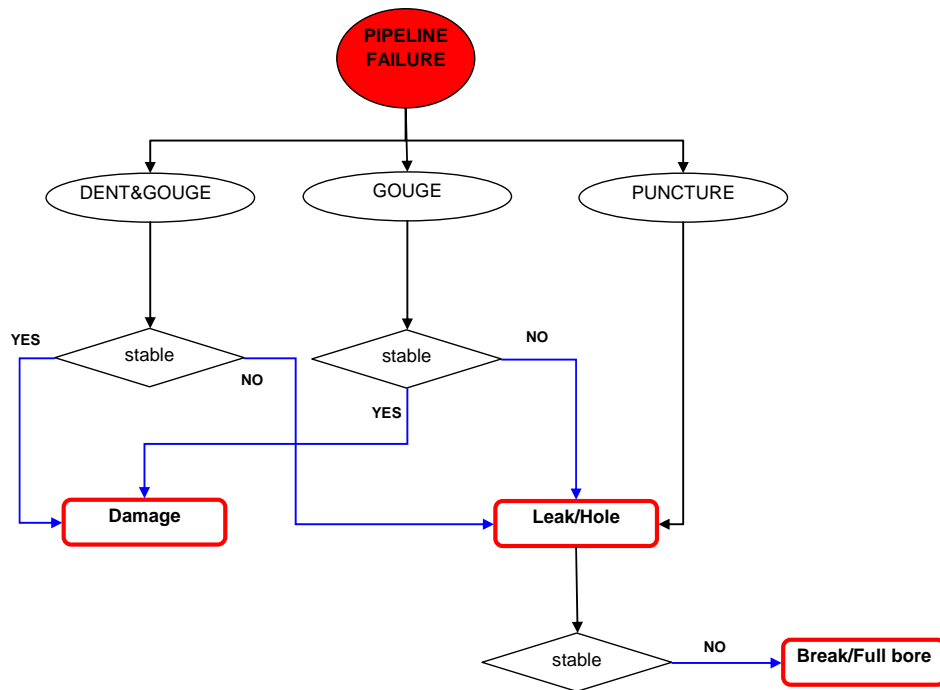 PIPELINE
FAILURE
DENT&GOUGE
GOUGE
PUNCTURE
YES
stable
NO
stable
NO
YES
Damage
Leak/Hole
stable
NO
Break/Full bore